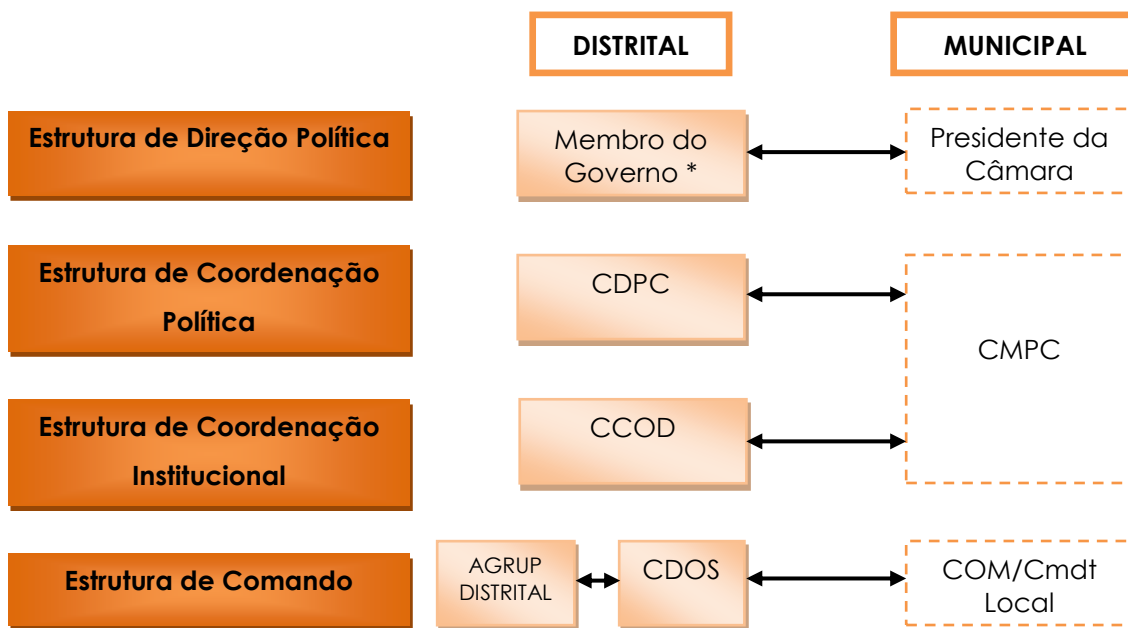 DISTRITAL
MUNICIPAL
Estrutura de Direção Política
Membro do
Governo *
Presidente da
Câmara
Estrutura de Coordenação
Política
CDPC
CMPC
Estrutura de Coordenação
Institucional
CCOD
Estrutura de Comando
AGRUP
DISTRITAL
CDOS
COM/Cmdt
Local